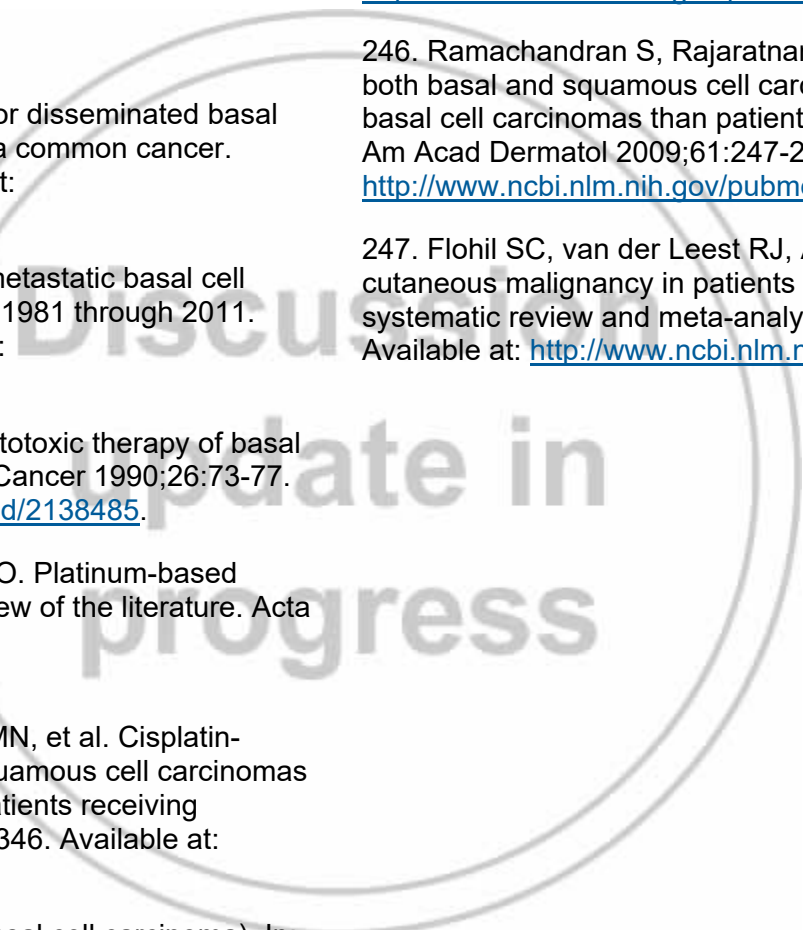 or disseminated basal
a common cancer.
t:
netastatic basal cell
1981 through 2011.
:
totoxic therapy of basal
Cancer 1990;26:73-77.
d/2138485.
O. Platinum-based
ew of the literature. Acta
MN, et al. Cisplatin-
quamous cell carcinomas
atients receiving
346. Available at:
246. Ramachandran S, Rajaratnam
both basal and squamous cell carc
basal cell carcinomas than patient
Am Acad Dermatol 2009;61:247-2
http://www.ncbi.nlm.nih.gov/pubme
247. Flohil SC, van der Leest RJ, A
cutaneous malignancy in patients
systematic review and meta-analy
Available at: http://www.ncbi.nlm.n
Discussion
update in
progress